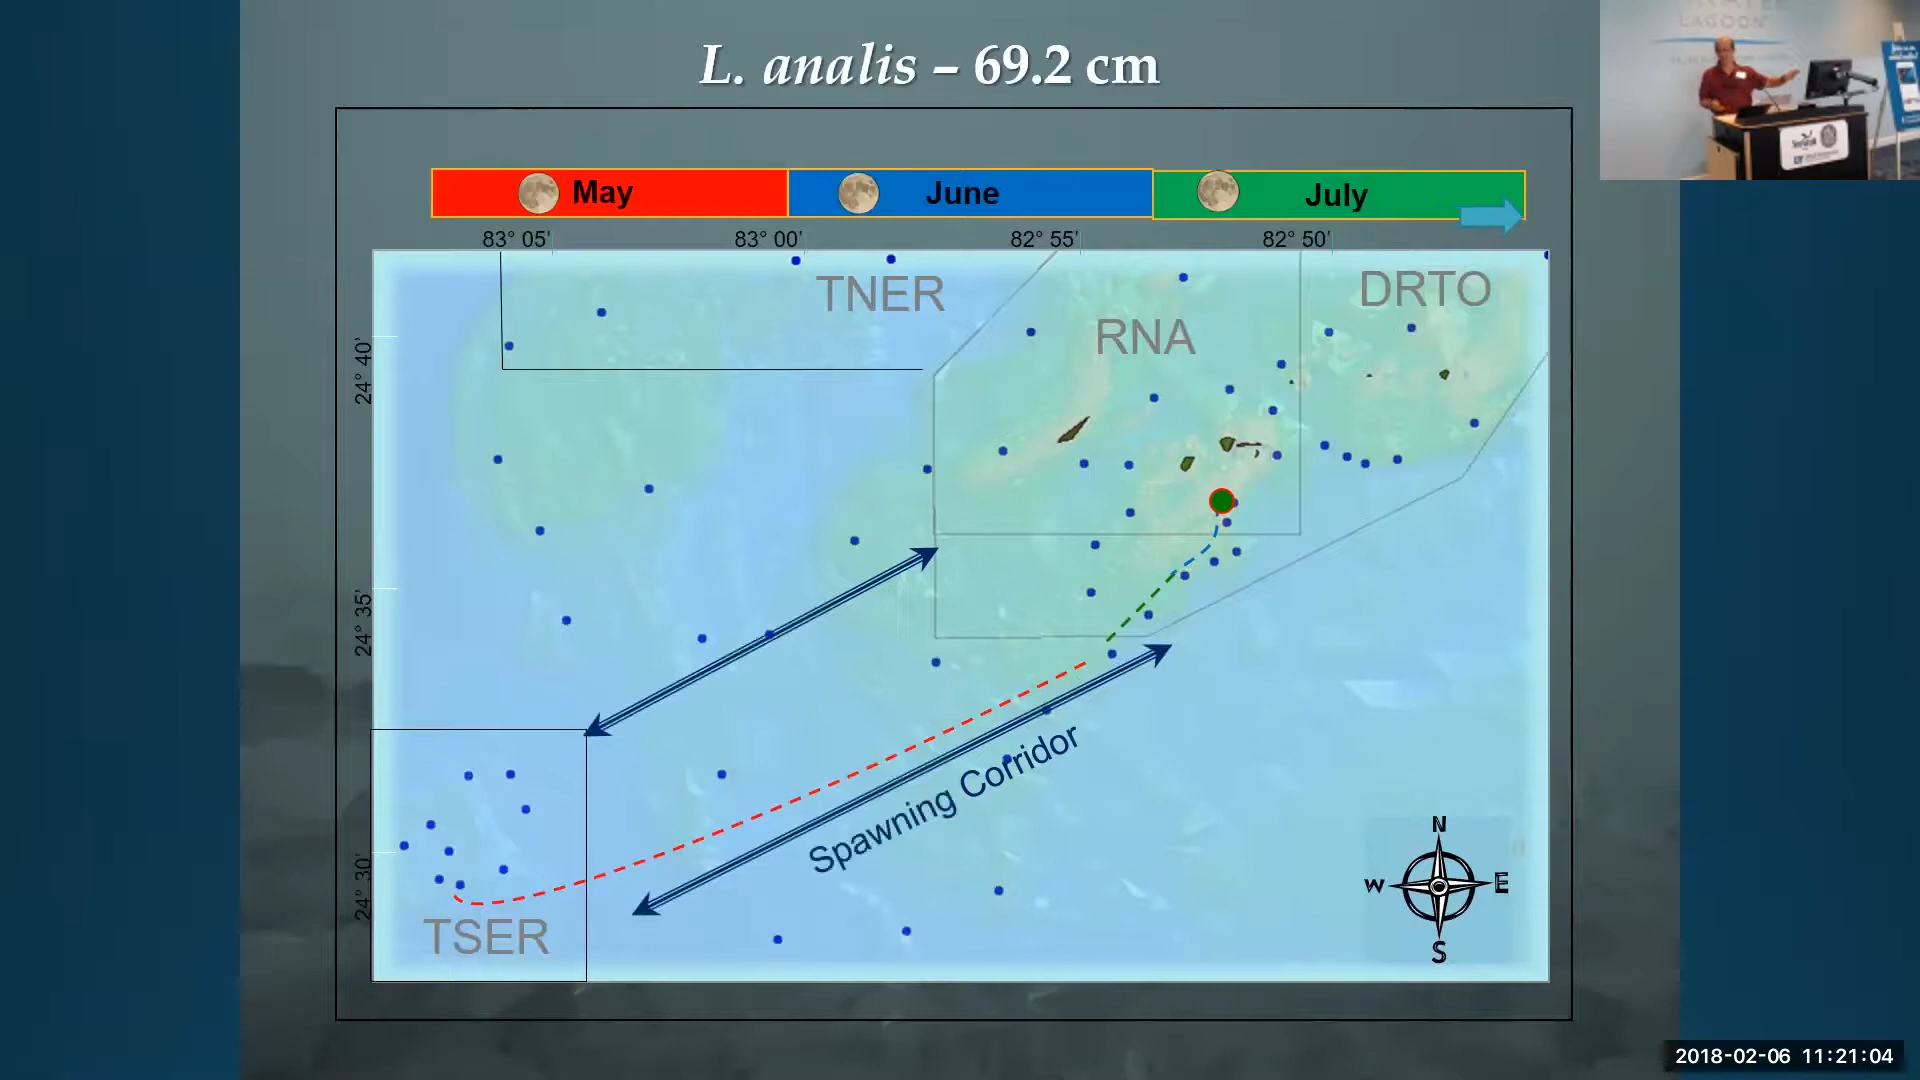 L. analis – 69.2 cm
LAGOON
May
June
July
83° 05'
83° 00'
82° 55'
82° 50'
TNER
RNA
DRTO
24° 40'
24° 35'
24° 30'
Spawning Corridor
TSER
N
W
E
S
2018-02-06 11:21:04